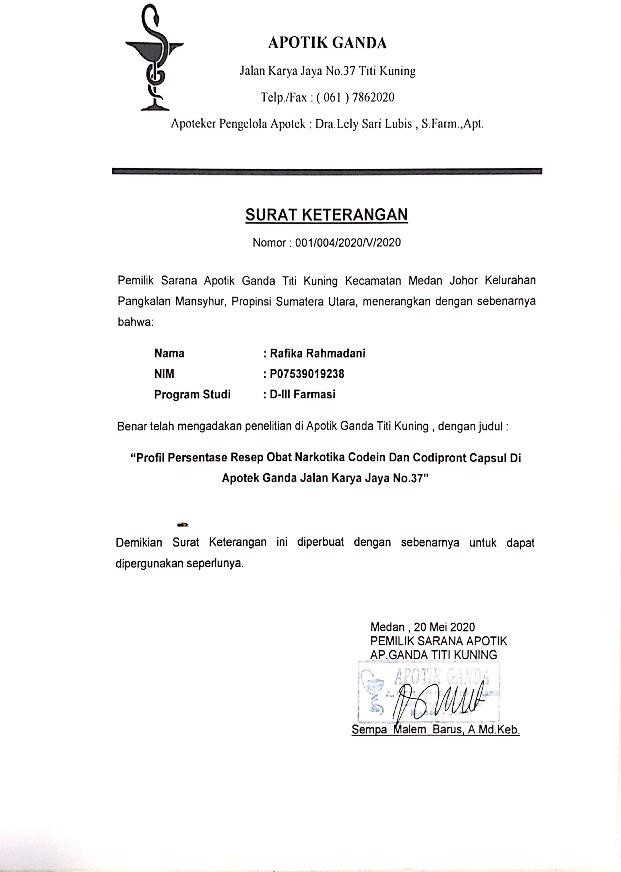 APOTIK GANDA
Jalan Karya Jaya No.37 Titi Kuning
Telp./Fax : ( 061 ) 7862020
Apoteker Pengelola Apotek : Dra.Lely Sari Lubis , S.Farm.,Apt.
SURAT KETERANGAN
Nomor : 001/004/2020/V/2020
Pemilik Sarana Apotik Ganda Titi Kuning Kecamatan Medan Johor Kelurahan
Pangkalan Mansyhur, Propinsi Sumatera Utara, menerangkan dengan sebenarnya
bahwa:
Nama : Rafika Rahmadani
NIM : P07539019238
Program Studi : D-III Farmasi
Benar telah mengadakan penelitian di Apotik Ganda Titi Kuning , dengan judul :
“Profil Persentase Resep Obat Narkotika Codein Dan Codipront Capsul Di
Apotek Ganda Jalan Karya Jaya No.37”
Demikian Surat Keterangan ini diperbuat dengan sebenarnya untuk dapat
dipergunakan seperlunya.
Medan , 20 Mei 2020
PEMILIK SARANA APOTIK
AP.GANDA TITI KUNING
APOTIK GANDA
Sempa Malem Barus, A.Md.Keb.